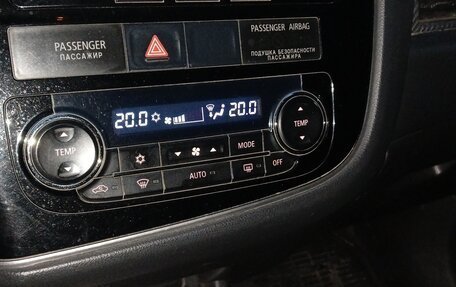 PASSENGER
ПАССАЖИР
PASSENGER AIRBAG
ПОДУШКА БЕЗОПАСНОСТИ
ПАССАЖИРА
20.0 20.0
TEMP
TEMP
MODE
AUTO
OFF